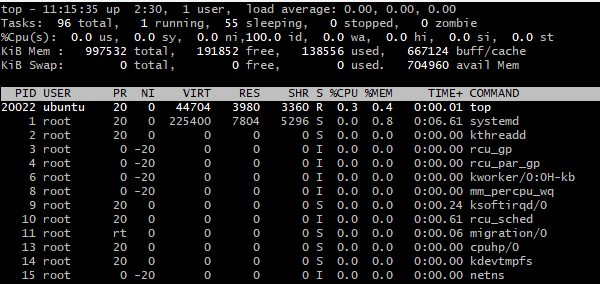 top - 11:15:35 up  2:30,  1 user,  load average: 0.00, 0.00, 0.00
Tasks:  96 total,   1 running,  55 sleeping,   0 stopped,   0 zombie
%Cpu(s):  0.0 us,  0.0 sy,  0.0 ni,100.0 id,  0.0 wa,  0.0 hi,  0.0 si,  0.0 st
KiB Mem :   997532 total,   191852 free,   138556 used,   667124 buff/cache
KiB Swap:        0 total,        0 free,        0 used.   704960 avail Mem
PID USER PR NI VIRT RES SHR S %CPU %MEM TIME+ COMMAND
20022 ubuntu 20 0 44704 3980 3360 R 0.3 0.4 0:00.01 top
1 root 20 0 225400 7804 5296 S 0.0 0.8 0:06.61 systemd
2 root 20 0 0 0 0 S 0.0 0.0 0:00.00 kthreadd
3 root 0 -20 0 0 0 I 0.0 0.0 0:00.00 rcu_gp
4 root 0 -20 0 0 0 I 0.0 0.0 0:00.00 rcu_par_gp
6 root 0 -20 0 0 0 I 0.0 0.0 0:00.00 kworker/0:0H-kb
8 root 0 -20 0 0 0 I 0.0 0.0 0:00.00 mm_percpu_wq
9 root 20 0 0 0 0 S 0.0 0.0 0:00.24 ksoftirqd/0
10 root 20 0 0 0 0 I 0.0 0.0 0:00.61 rcu_sched
11 root rt 0 0 0 0 S 0.0 0.0 0:00.06 migration/0
13 root 20 0 0 0 0 S 0.0 0.0 0:00.00 cpuhp/0
14 root 20 0 0 0 0 S 0.0 0.0 0:00.00 kdevtmpfs
15 root 0 -20 0 0 0 I 0.0 0.0 0:00.00 netns